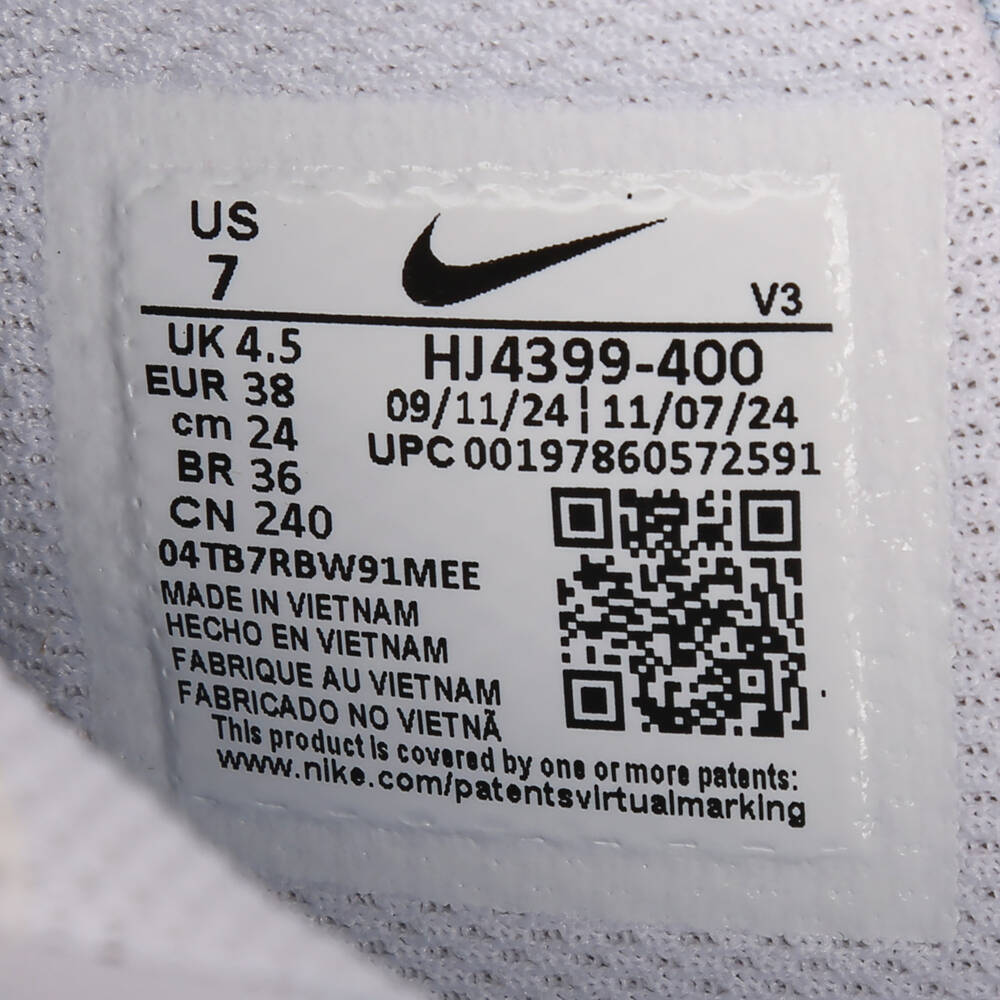 US
7
V3
UK 4.5
EUR 38
cm 24
BR 36
CN 240
HJ4399-400
09/11/24 ¦ 11/07/24
UPC 00197860572591
04TB7RBW91MEE
MADE IN VIETNAM
HECHO EN VIETNAM
FABRIQUE AU VIETNAM
FABRICADO NO VIETNÃ
This product is covered by one or more patents:
www.nike.com/patentsvirtualmarking